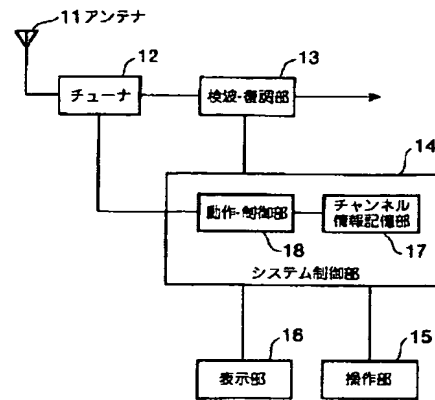 11 アンテナ
12
チューナ
13
検波・復調部
14
動作・制御部
18
チャンネル
情報記憶部
17
システム制御部
16
表示部
15
操作部